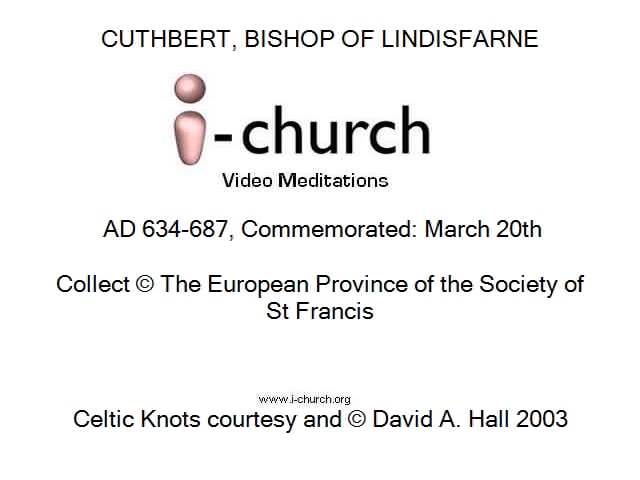 CUTHBERT, BISHOP OF LINDISFARNE
i-church
Video Meditations
AD 634-687, Commemorated: March 20th
Collect © The European Province of the Society of
St Francis
www.i-church.org
Celtic Knots courtesy and © David A. Hall 2003